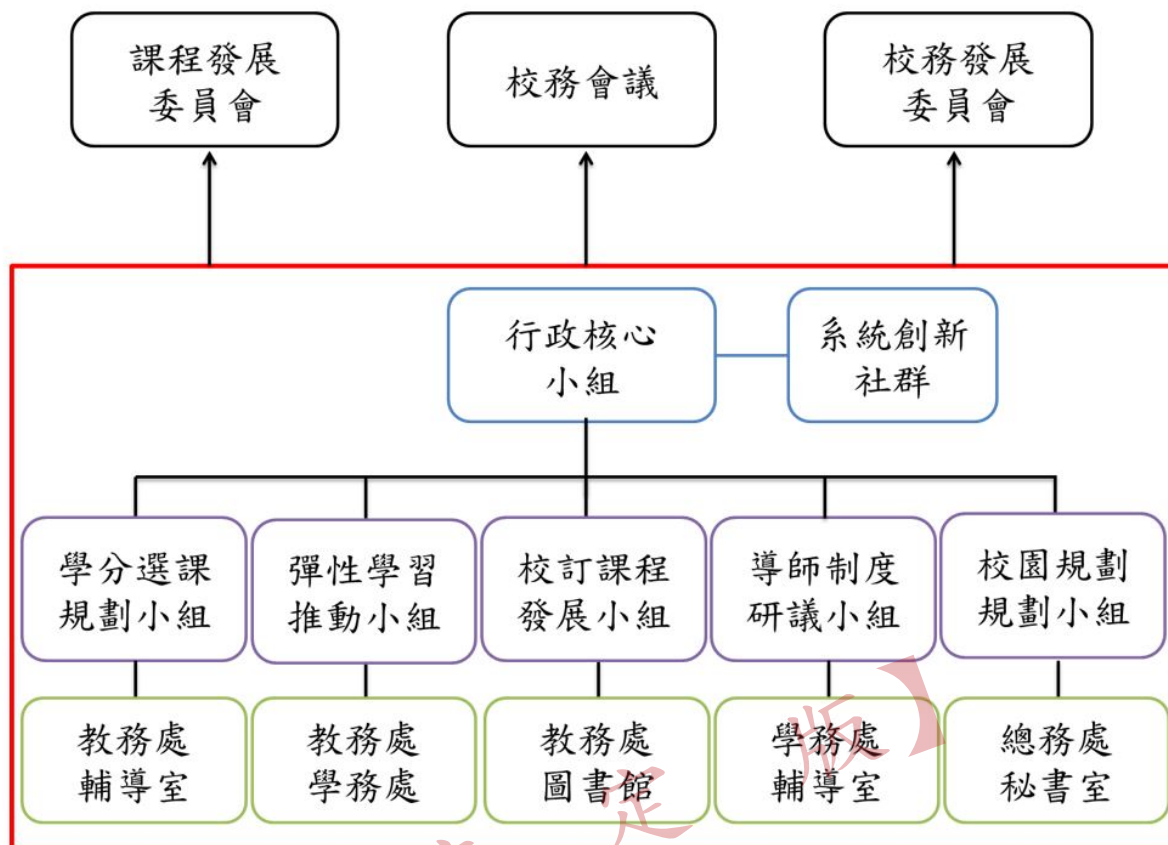 課程發展
委員會
校務會議
校務發展
委員會
行政核心
小組
系統創新
社群
學分選課
規劃小組
彈性學習
推動小組
校訂課程
發展小組
導師制度
研議小組
校園規劃
規劃小組
教務處
輔導室
教務處
學務處
教務處
圖書館
學務處
輔導室
總務處
秘書室
定版】